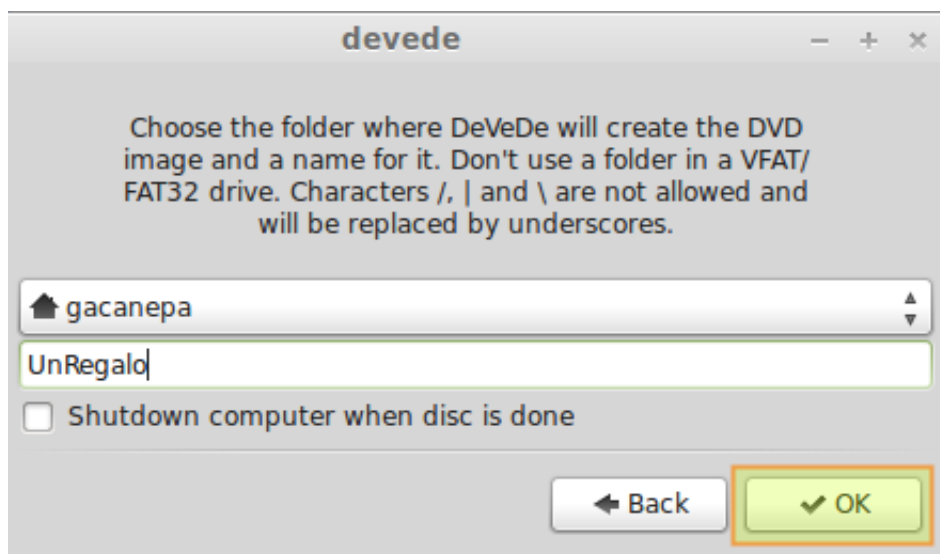 devede
Choose the folder where DeVeDe will create the DVD
image and a name for it. Don't use a folder in a VFAT/
FAT32 drive. Characters /, | and \ are not allowed and
will be replaced by underscores.
gacanepa
UnRegalo
Shutdown computer when disc is done
Back
OK